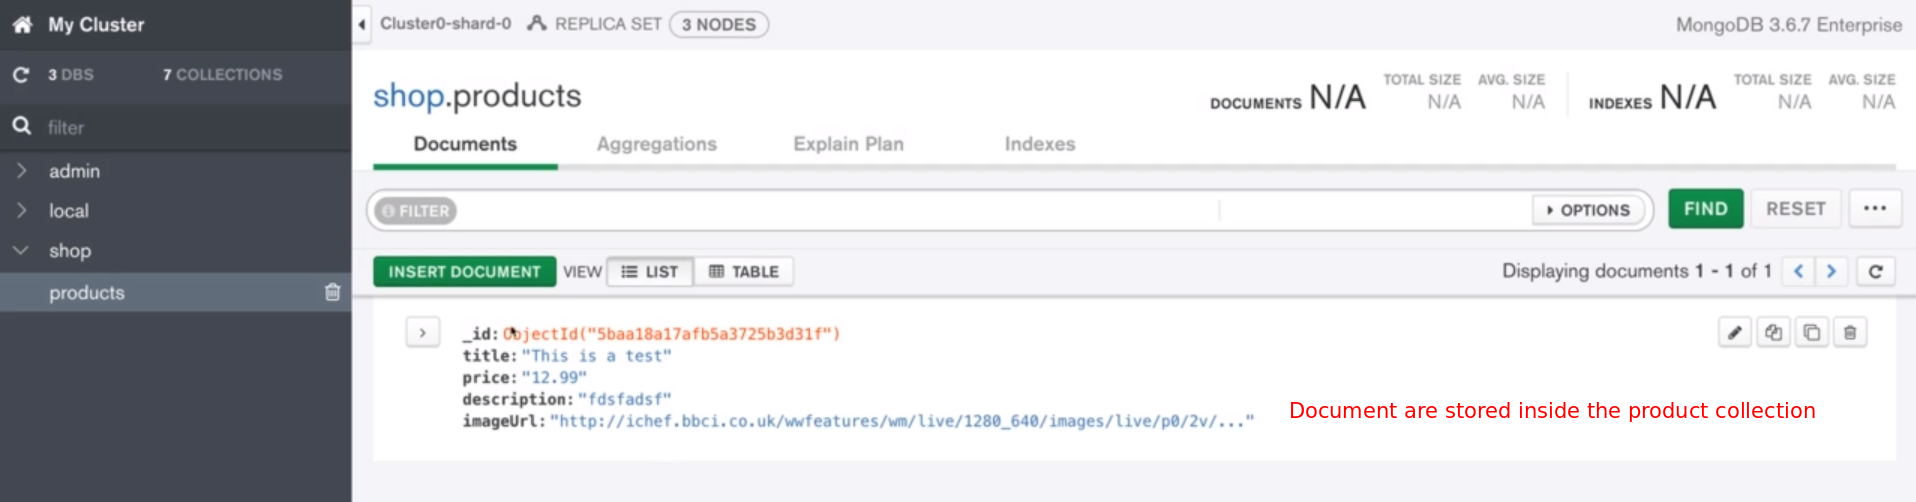 My Cluster
3 DBS 7 COLLECTIONS
filter
admin
local
shop
products
Cluster0-shard-0 REPLICA SET 3 NODES MongoDB 3.6.7 Enterprise
shop.products
DOCUMENTS N/A TOTAL SIZE N/A AVG. SIZE N/A INDEXES N/A TOTAL SIZE N/A AVG. SIZE N/A
Documents Aggregations Explain Plan Indexes
FILTER OPTIONS FIND RESET ...
INSERT DOCUMENT VIEW LIST TABLE Displaying documents 1 - 1 of 1
_id: ObjectId("5baa18a17afb5a3725b3d31f")
title: "This is a test"
price: "12.99"
description: "fdsfadsf"
imageUrl: "http://ichef.bbci.co.uk/wwfeatures/wm/live/1280_640/images/live/p0/2v/..."
Document are stored inside the product collection